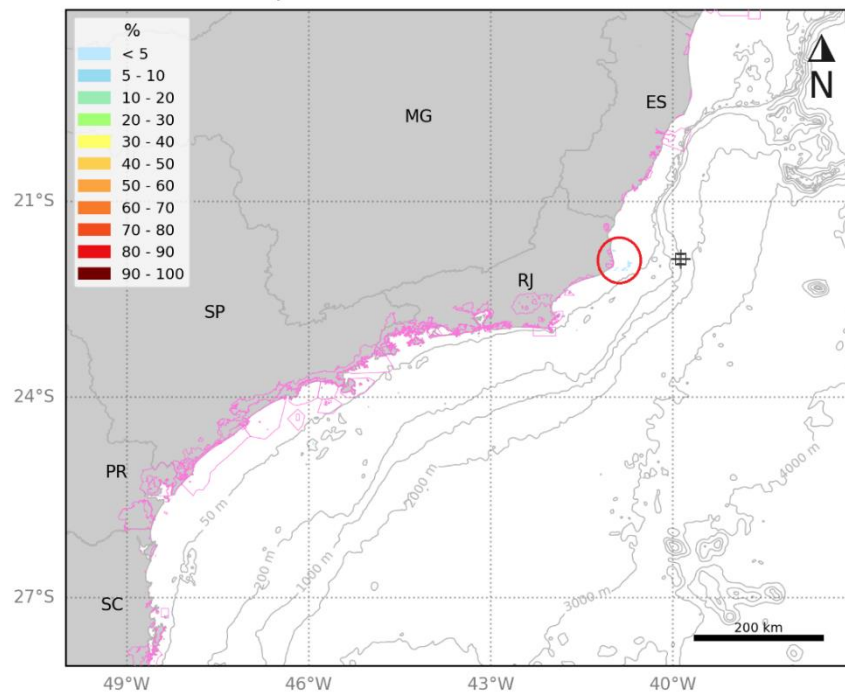 %
< 5
5 - 10
10 - 20
20 - 30
30 - 40
40 - 50
50 - 60
60 - 70
70 - 80
80 - 90
90 - 100
N
MG
ES
21°S
RJ
SP
24°S
PR
50 m
200 m
1000 m
2000 m
3000 m
4000 m
27°S
SC
200 km
49°W
46°W
43°W
40°W